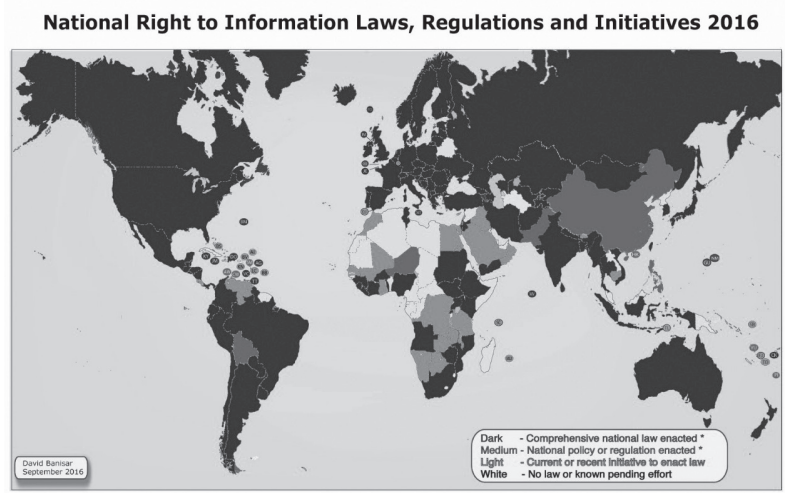 National Right to Information Laws, Regulations and Initiatives 2016
Dark - Comprehensive national law enacted *
Medium - National policy or regulation enacted *
Light - Current or recent initiative to enact law
White - No law or known pending effort
David Banisar
September 2016